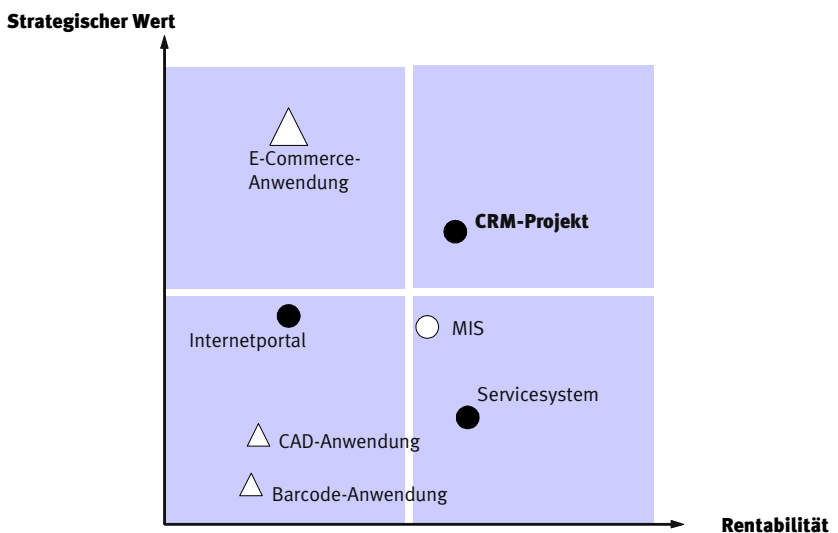 Strategischer Wert
E-Commerce-
Anwendung
CRM-Projekt
Internetportal
MIS
Servicesystem
CAD-Anwendung
Barcode-Anwendung
Rentabilität